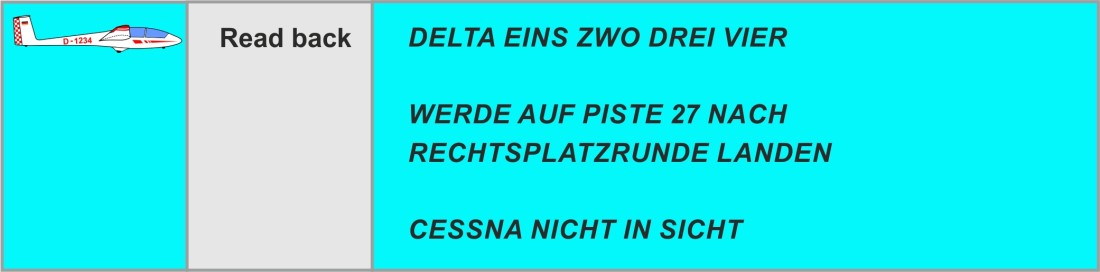 D-1234
Read back
DELTA EINS ZWO DREI VIER
WERDE AUF PISTE 27 NACH
RECHTSPLATZRUNDE LANDEN
CESSNA NICHT IN SICHT